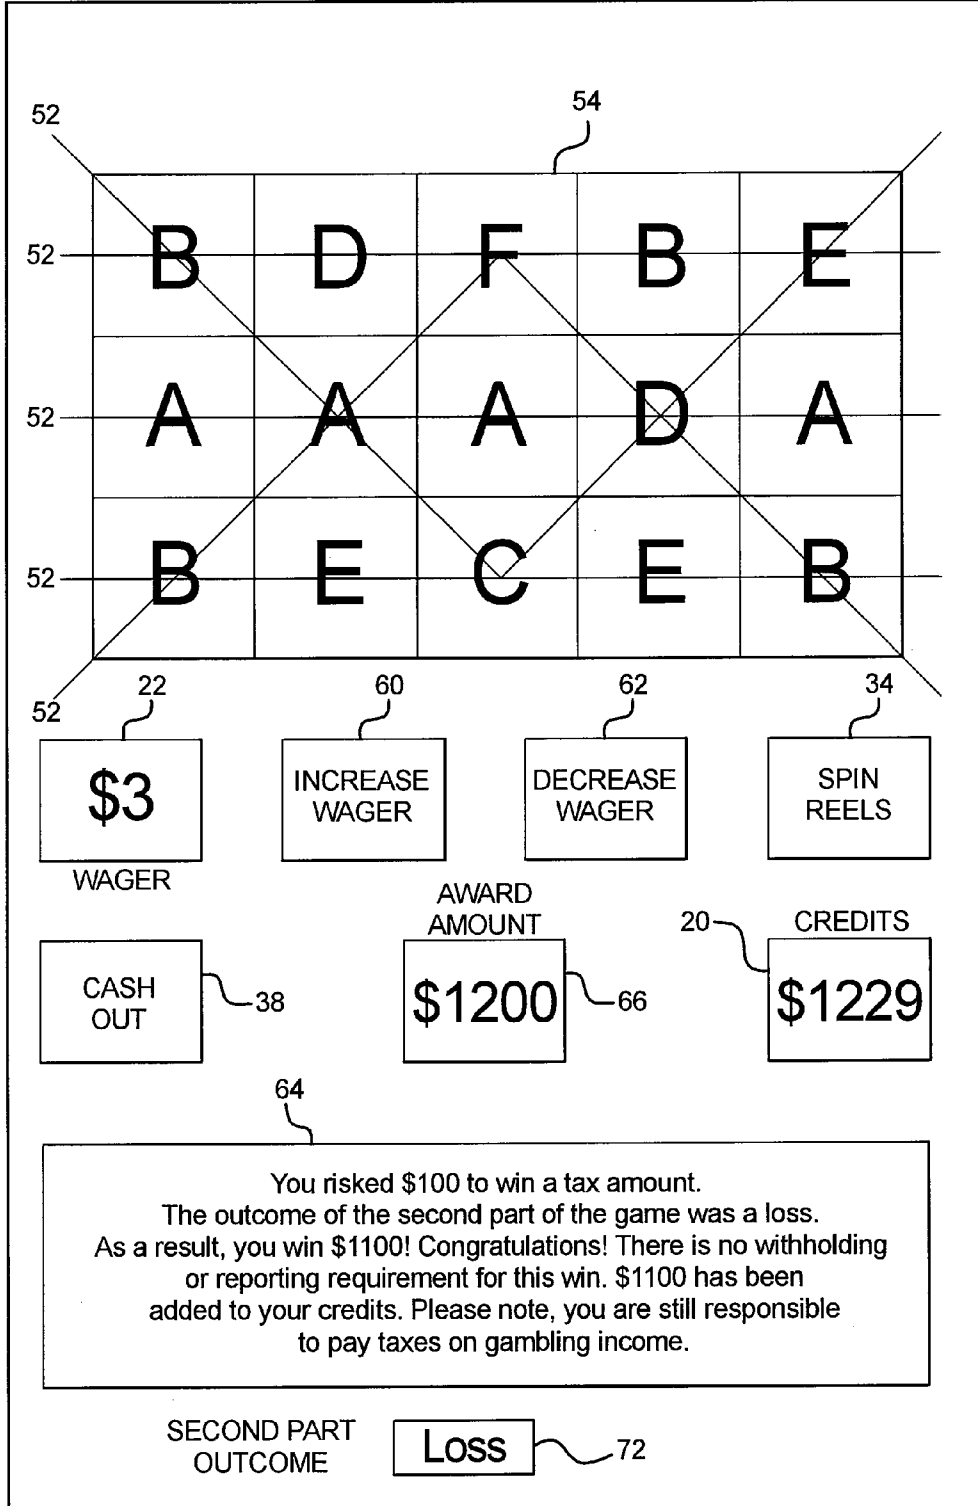 54
52
52 B D F B E
52 A A A D A
52 B E C E B
52
22 60 62 34
$3
INCREASE
WAGER
DECREASE
WAGER
SPIN
REELS
WAGER
AWARD
AMOUNT
20 CREDITS
CASH
OUT
38
$1200
66
$1229
64
You risked $100 to win a tax amount.
The outcome of the second part of the game was a loss.
As a result, you win $1100! Congratulations! There is no withholding
or reporting requirement for this win. $1100 has been
added to your credits. Please note, you are still responsible
to pay taxes on gambling income.
SECOND PART
OUTCOME
Loss
72